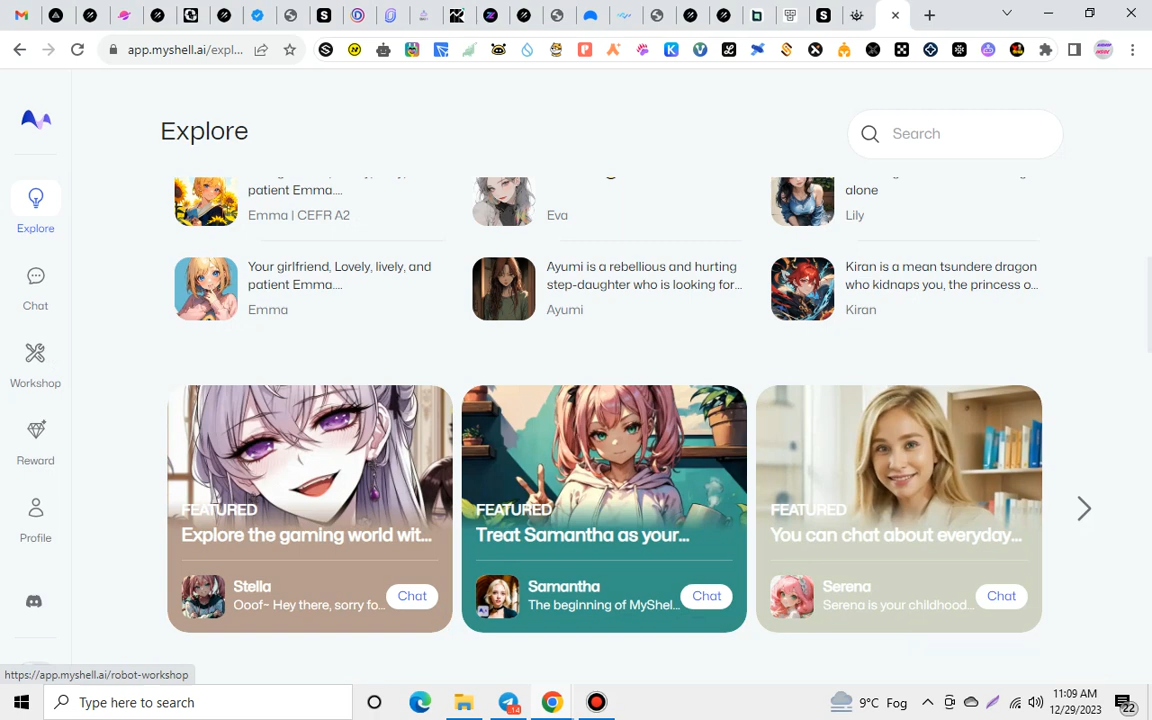 app.myshell.ai/expl...
Explore
Search
patient Emma....
Emma | CEFR A2
Eva
alone
Lily
Your girlfriend, Lovely, lively, and
patient Emma....
Emma
Ayumi is a rebellious and hurting
step-daughter who is looking for...
Ayumi
Kiran is a mean tsundere dragon
who kidnaps you, the princess o...
Kiran
Explore
Chat
Workshop
Reward
Profile
FEATURED
Explore the gaming world wit...
Stella
Ooof~ Hey there, sorry fo...
Chat
FEATURED
Treat Samantha as your...
Samantha
The beginning of MyShel...
Chat
FEATURED
You can chat about everyday...
Serena
Serena is your childhood...
Chat
https://app.myshell.ai/robot-workshop
Type here to search
14
9°C Fog
11:09 AM
12/29/2023
22